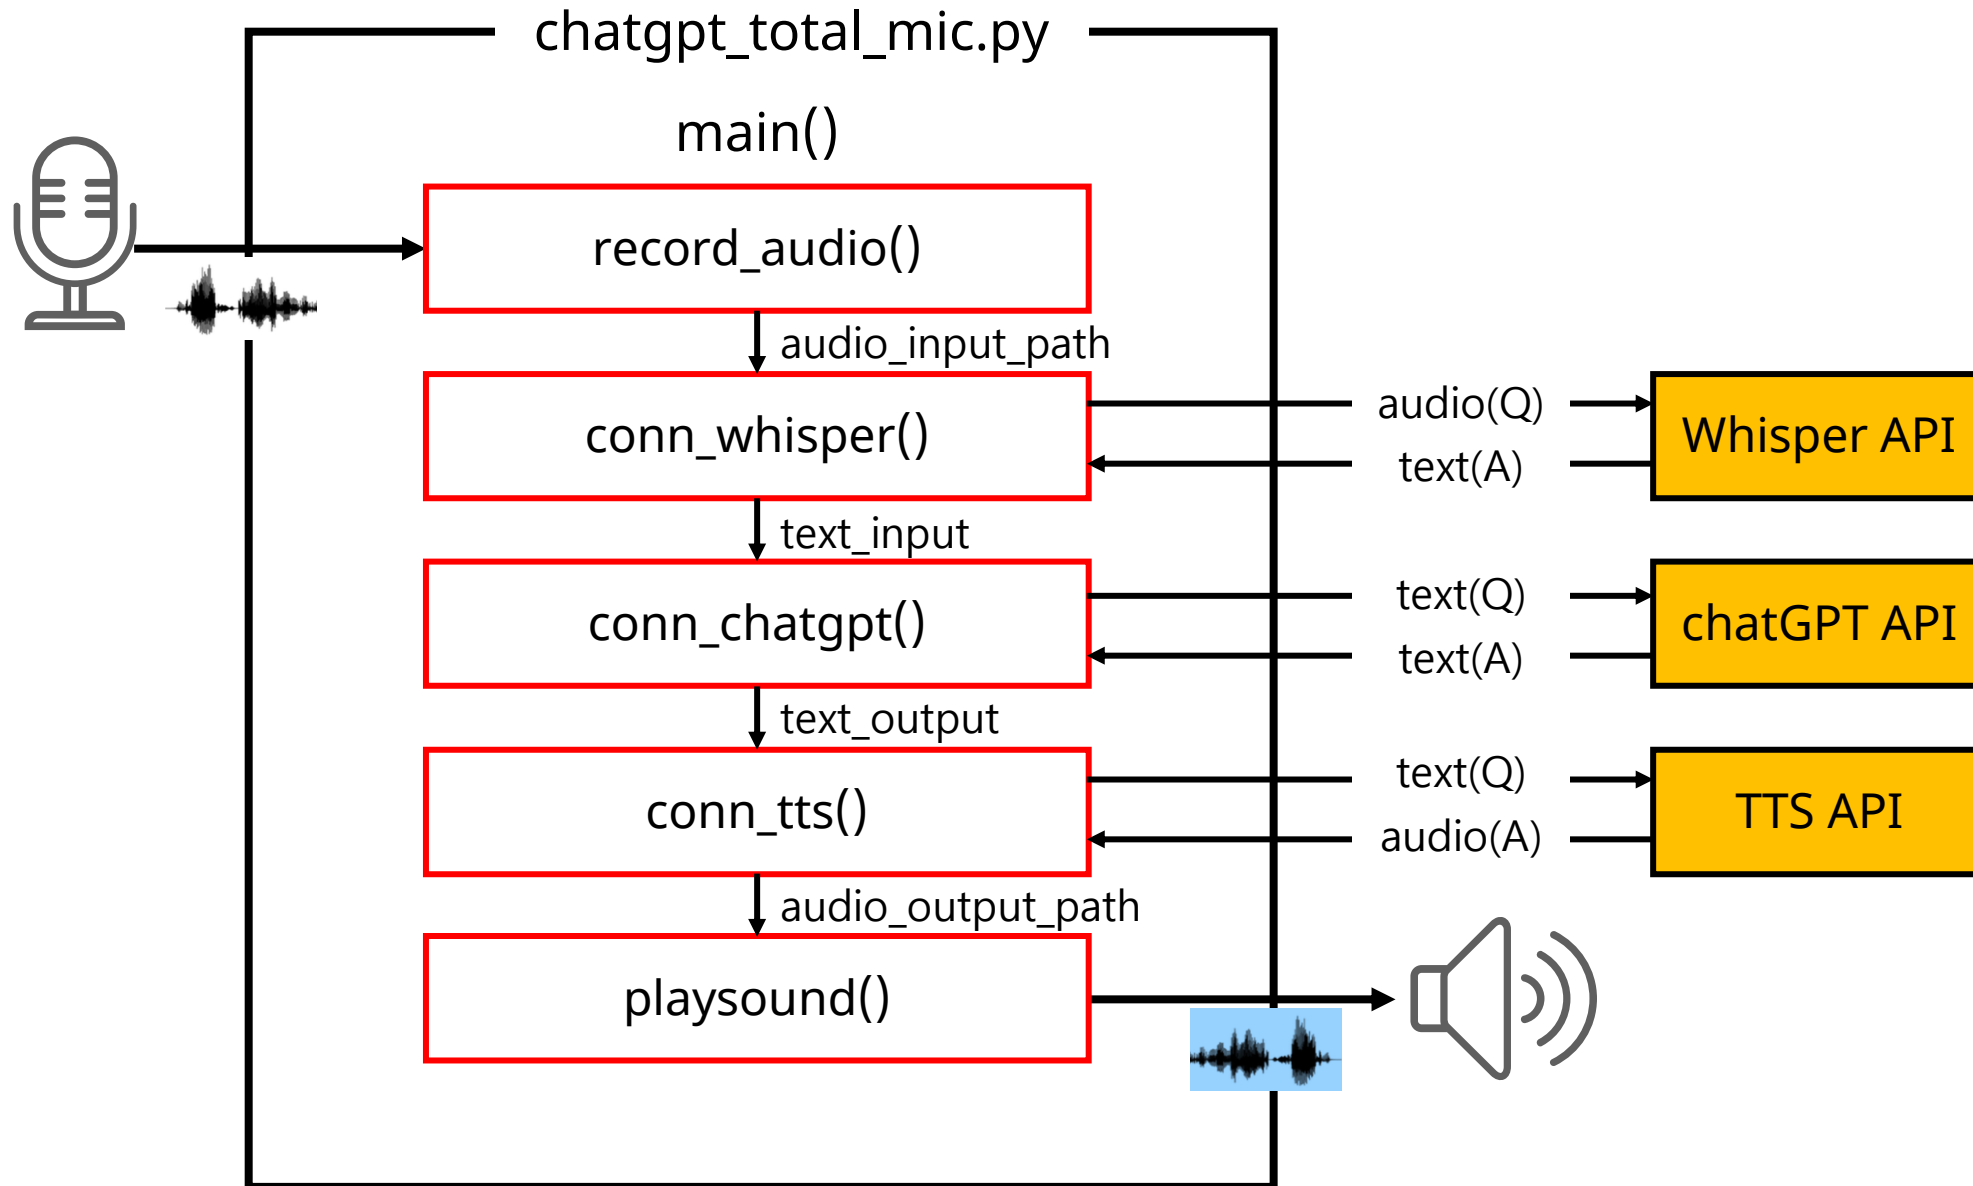 chatgpt_total_mic.py
main()
record_audio()
audio_input_path
conn_whisper()
audio(Q)
text(A)
Whisper API
text_input
conn_chatgpt()
text(Q)
text(A)
chatGPT API
text_output
conn_tts()
text(Q)
audio(A)
TTS API
audio_output_path
playsound()